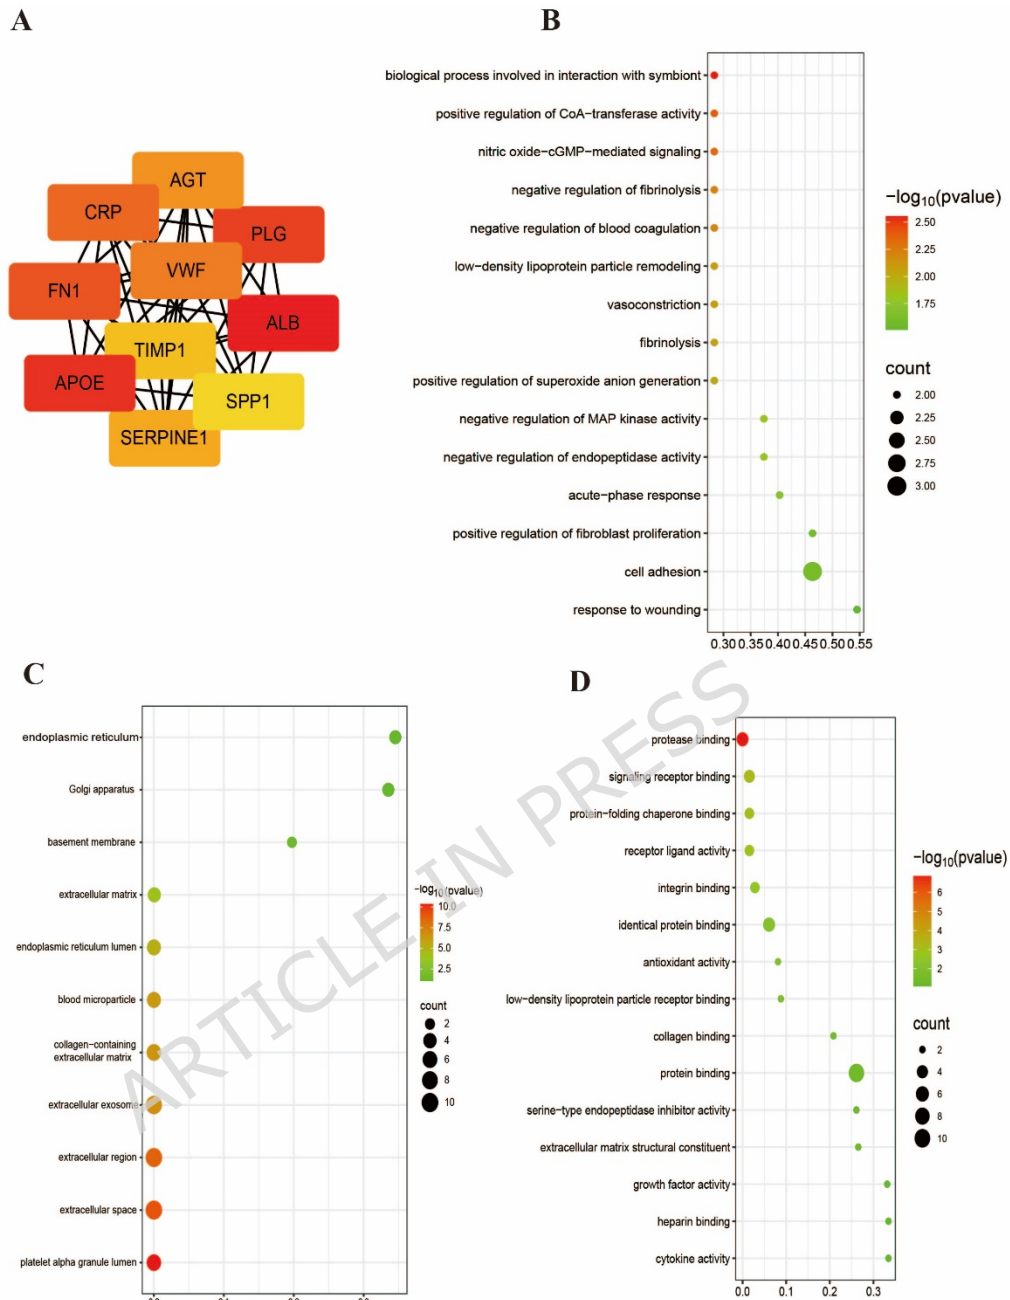 A
AGT
CRP
PLG
VWF
FN1
ALB
TIMP1
APOE
SPP1
SERPINE1
B
biological process involved in interaction with symbiont
positive regulation of CoA−transferase activity
nitric oxide−cGMP−mediated signaling
negative regulation of fibrinolysis
negative regulation of blood coagulation
low−density lipoprotein particle remodeling
vasoconstriction
fibrinolysis
positive regulation of superoxide anion generation
negative regulation of MAP kinase activity
negative regulation of endopeptidase activity
acute−phase response
positive regulation of fibroblast proliferation
cell adhesion
response to wounding
0.30 0.35 0.40 0.45 0.50 0.55
−log10(pvalue)
2.50
2.25
2.00
1.75
count
2.00
2.25
2.50
2.75
3.00
C
endoplasmic reticulum
Golgi apparatus
basement membrane
extracellular matrix
endoplasmic reticulum lumen
blood microparticle
collagen−containing
extracellular matrix
extracellular exosome
extracellular region
extracellular space
platelet alpha granule lumen
−log10(pvalue)
10.0
7.5
5.0
2.5
count
2
4
6
8
10
D
protease binding
signaling receptor binding
protein−folding chaperone binding
receptor ligand activity
integrin binding
identical protein binding
antioxidant activity
low−density lipoprotein particle receptor binding
collagen binding
protein binding
serine−type endopeptidase inhibitor activity
extracellular matrix structural constituent
growth factor activity
heparin binding
cytokine activity
0.0 0.1 0.2 0.3
−log10(pvalue)
6
5
4
3
2
count
2
4
6
8
10
ARTICLE IN PRESS